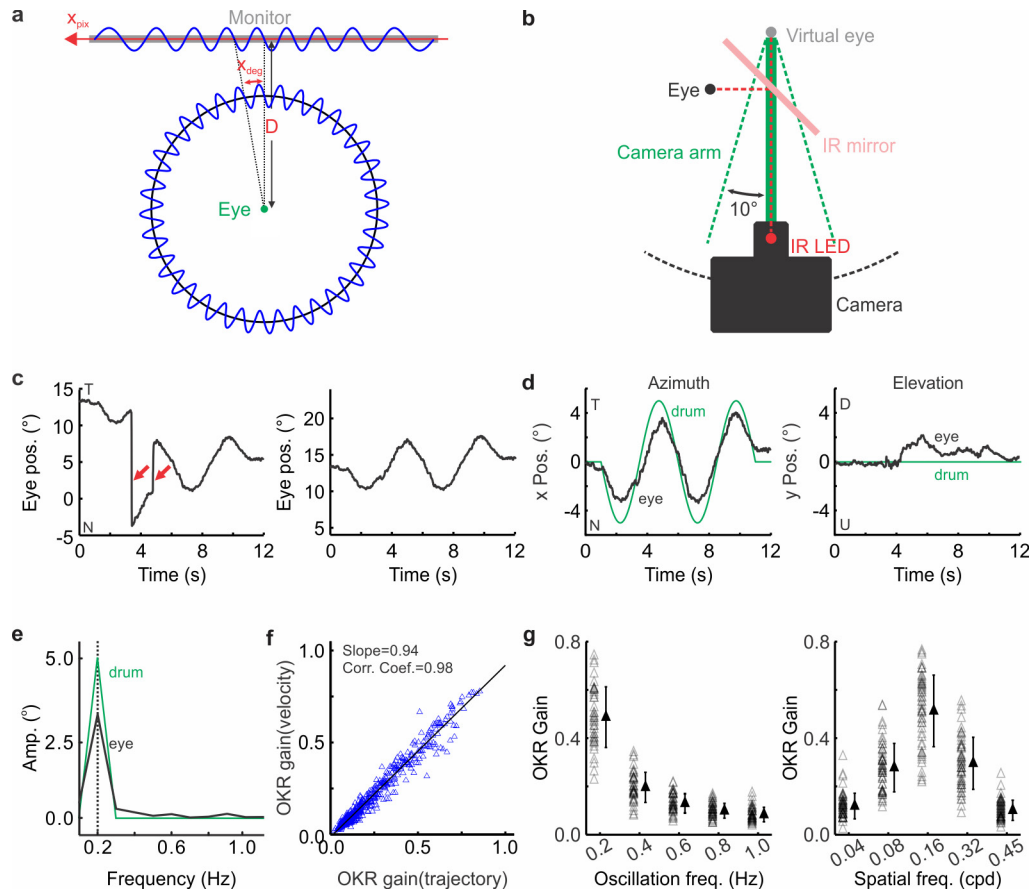 a
Monitor
x_pix
x_deg
D
Eye
b
Virtual eye
Eye
IR mirror
Camera arm
10°
IR LED
Camera
c
T
Eye pos. (°)
15
10
5
0
-5
N
0 4 8 12
Time (s)
Eye pos. (°)
20
15
10
5
0 4 8 12
Time (s)
d
Azimuth
T
drum
x Pos. (°)
4
0
-4
eye
N
0 4 8 12
Time (s)
Elevation
D
eye
y Pos. (°)
4
0
-4
drum
U
0 4 8 12
Time (s)
e
Amp. (°)
5.0
2.5
0.0
drum
eye
0.2 0.6 1.0
Frequency (Hz)
f
Slope=0.94
Corr. Coef.=0.98
OKR gain(velocity)
1.0
0.5
0.0
0.0 0.5 1.0
OKR gain(trajectory)
g
OKR Gain
0.8
0.4
0.0
0.2 0.4 0.6 0.8 1.0
Oscillation freq. (Hz)
OKR Gain
0.8
0.4
0.0
0.04 0.08 0.16 0.32 0.45
Spatial freq. (cpd)